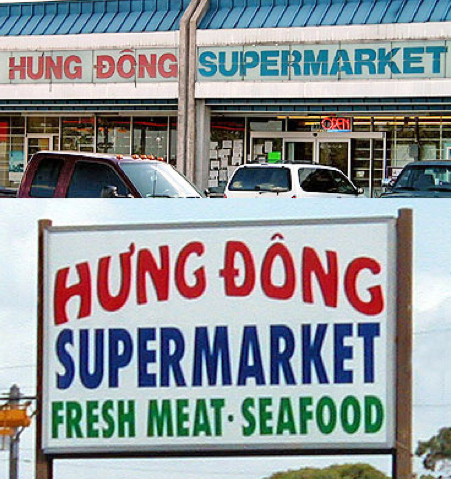 HƯNG ĐÔNG SUPERMARKET
OPEN
HƯNG ĐÔNG
SUPERMARKET
FRESH MEAT · SEAFOOD